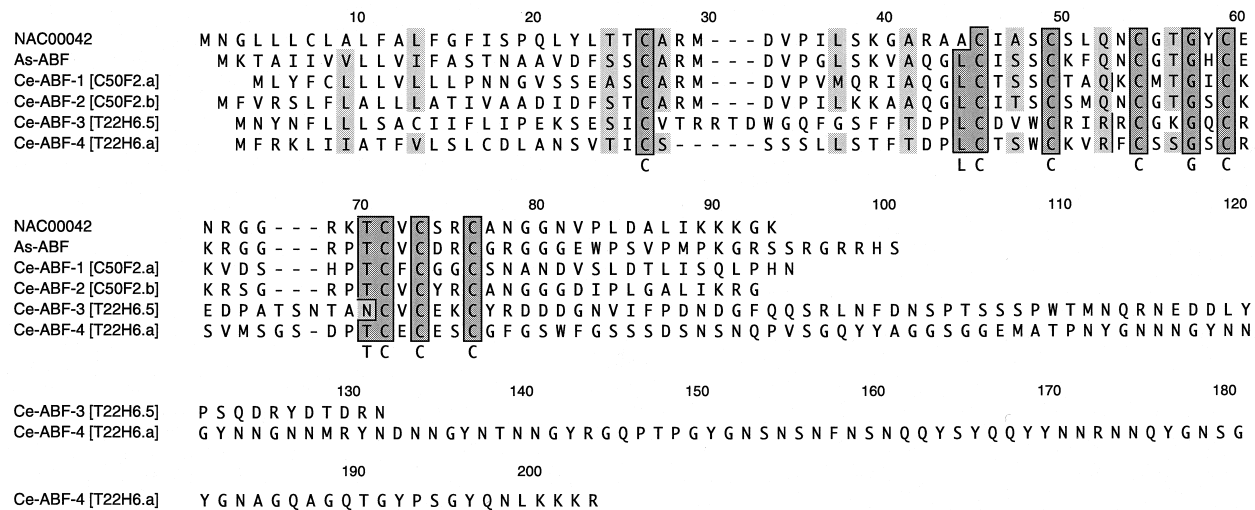 10 20 30 40 50 60
NAC00042 M N G L L L C L A L F A L F G F I S P Q L Y L T T C A R M - - - D V P I L S K G A R A A C I A S C S L Q N C G T G Y C E
As-ABF M K T A I I V V L L V I F A S T N A A V D F S S C A R M - - - D V P G L S K V A Q G L C I S S C K F Q N C G T G H C E
Ce-ABF-1 [C50F2.a] M L Y F C L L L V L L P N N G V S S E A S C A R M - - - D V P V M Q R I A Q G L C I S S C T A Q K C M T G I C K
Ce-ABF-2 [C50F2.b] M F V R S L F L A L L L A T I V A A D I D F S T C A R M - - - D V P I L K K A A Q G L C I T S C S M Q N C G T G S C K
Ce-ABF-3 [T22H6.5] M N Y N F L L L S A C I I F L I P E K S E S I C V T R R T D W G Q F G S F F T D P L C D V W C R I R R C G K G Q C R
Ce-ABF-4 [T22H6.a] M F R K L I I A T F V L S L C D L A N S V T I C S - - - - - S S S L L S T F T D P L C T S W C K V R F C S S G S C R
C L C C C G C
70 80 90 100 110 120
NAC00042 N R G G - - - R K T C V C S R C A N G G N V P L D A L I K K K G K
As-ABF K R G G - - - R P T C V C D R C G R G G G E W P S V P M P K G R S S R G R R H S
Ce-ABF-1 [C50F2.a] K V D S - - - H P T C F C G G C S N A N D V S L D T L I S Q L P H N
Ce-ABF-2 [C50F2.b] K R S G - - - R P T C V C Y R C A N G G G D I P L G A L I K R G
Ce-ABF-3 [T22H6.5] E D P A T S N T A N C V C E K C Y R D D D G N V I F P D N D G F Q Q S R L N F D N S P T S S S P W T M N Q R N E D D L Y
Ce-ABF-4 [T22H6.a] S V M S G S - D P T C E C E S C G F G S W F G S S S D S N S N Q P V S G Q Y Y A G G S G G E M A T P N Y G N N N G Y N N
T C C C
130 140 150 160 170 180
Ce-ABF-3 [T22H6.5] P S Q D R Y D T D R N
Ce-ABF-4 [T22H6.a] G Y N N G N N M R Y N D N N G Y N T N N G Y R G Q P T P G Y G N S N S N F N S N Q Q Y S Y Q Q Y Y N N R N N Q Y G N S G
190 200
Ce-ABF-4 [T22H6.a] Y G N A G Q A G Q T G Y P S G Y Q N L K K K R